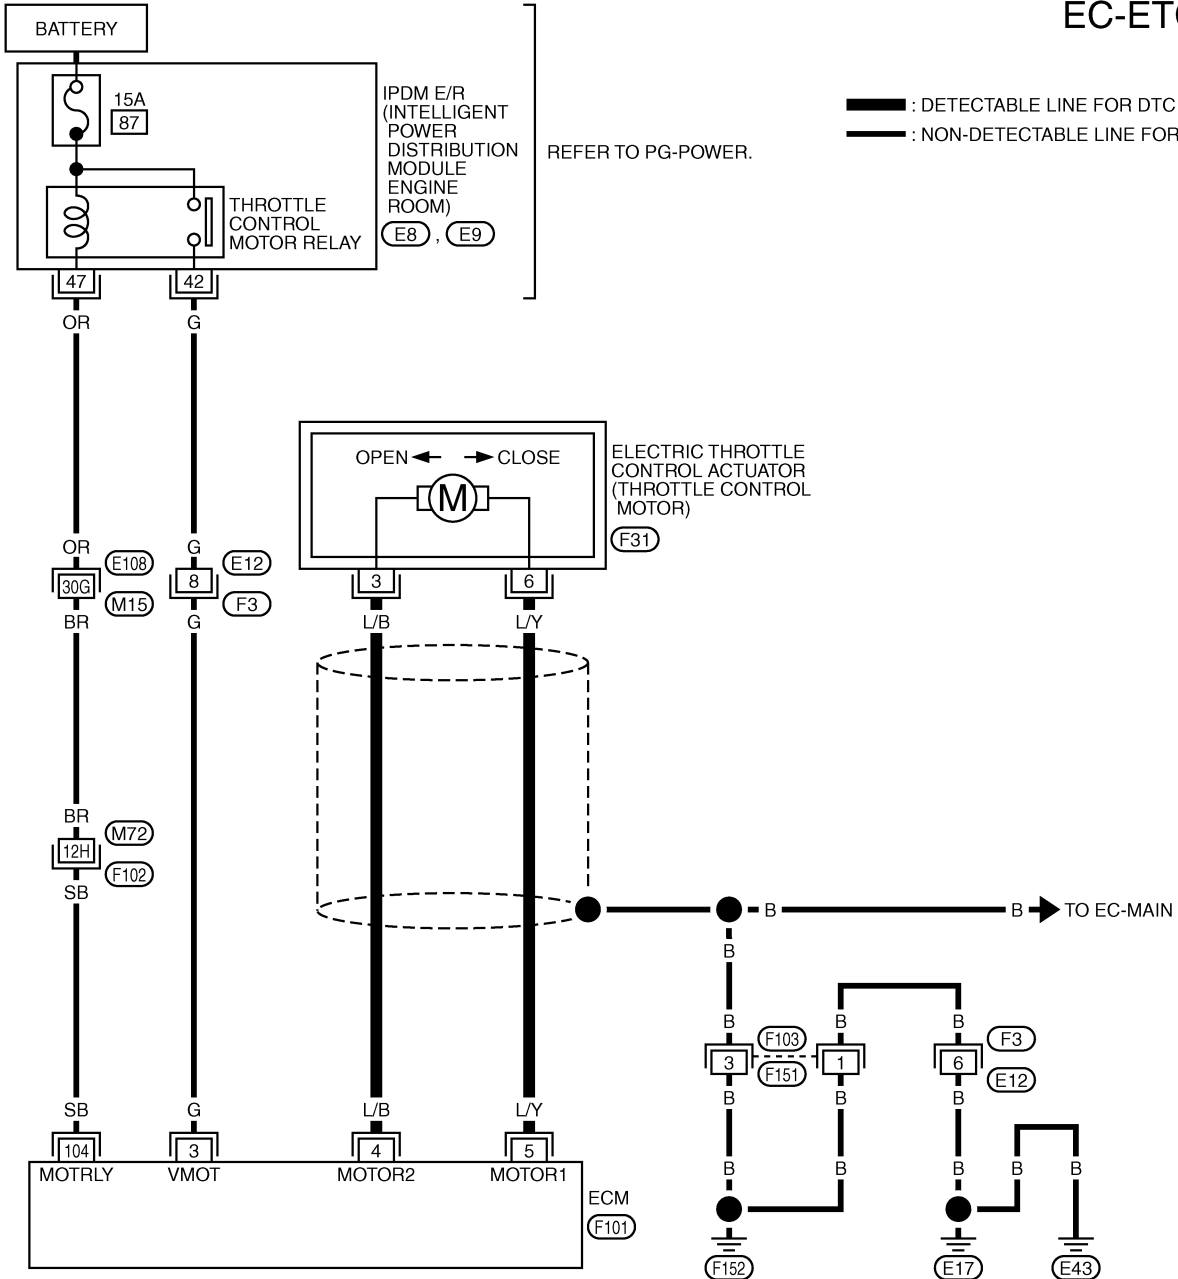 EC-ETC
BATTERY
15A
87
IPDM E/R
(INTELLIGENT
POWER
DISTRIBUTION
MODULE
ENGINE
ROOM)
E8 , E9
REFER TO PG-POWER.
: DETECTABLE LINE FOR DTC
: NON-DETECTABLE LINE FOR
THROTTLE
CONTROL
MOTOR RELAY
47 42
OR G
OPEN CLOSE
M
ELECTRIC THROTTLE
CONTROL ACTUATOR
(THROTTLE CONTROL
MOTOR)
F31
OR G
E108 E12
30G 8 3 6
M15 F3
BR G L/B L/Y
BR
M72
12H
F102
SB
B B TO EC-MAIN
B
B B B
F103 F3
3 1 6
F151 E12
B B B
SB G L/B L/Y
104 3 4 5
MOTRLY VMOT MOTOR2 MOTOR1
B B B B B
ECM
F101
F152 E17 E43